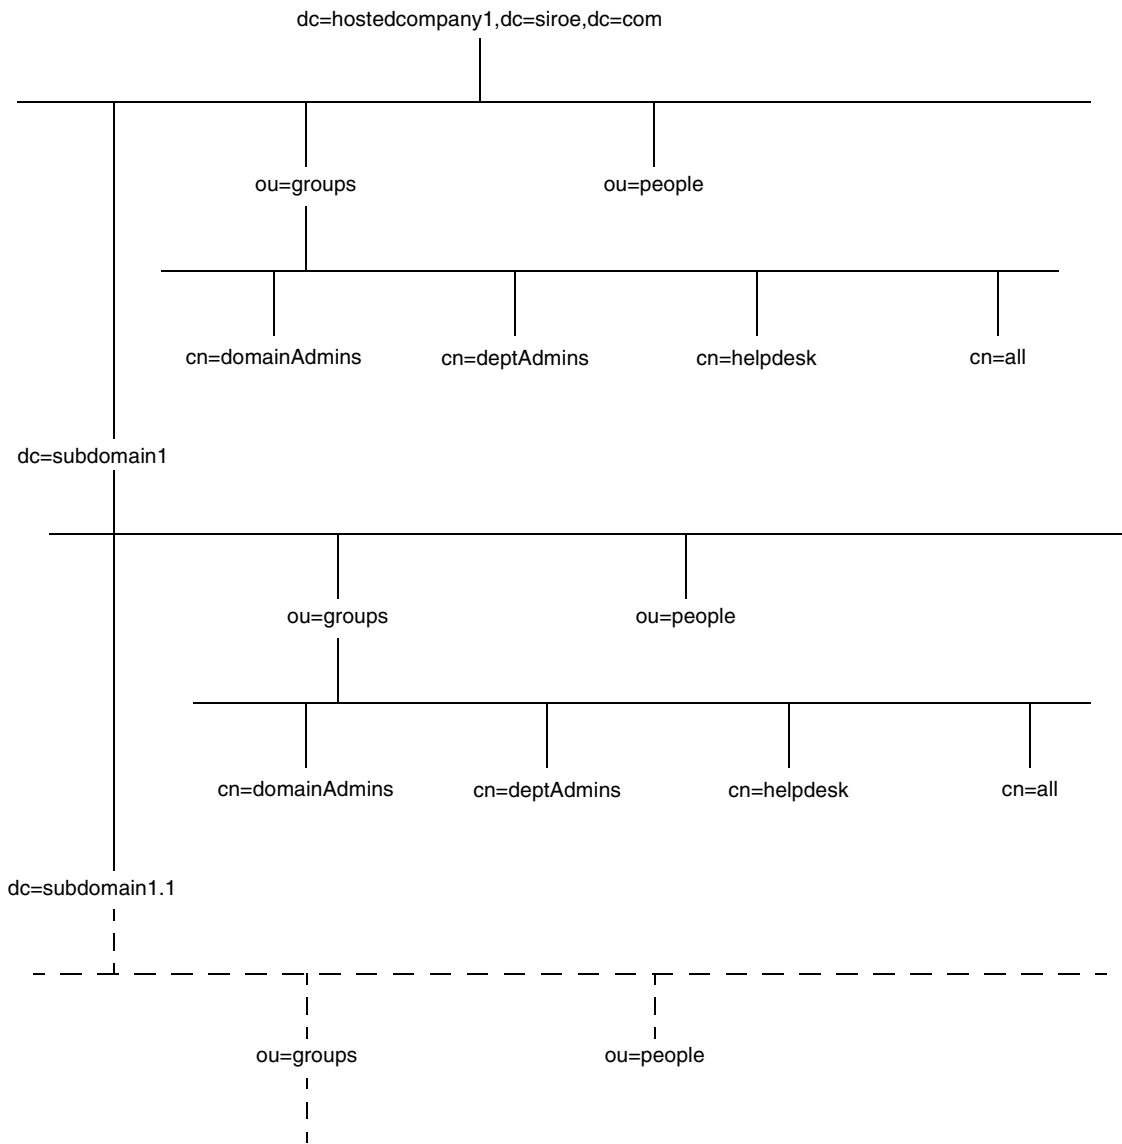 dc=hostedcompany1,dc=siroe,dc=com
ou=groups
ou=people
cn=domainAdmins
cn=deptAdmins
cn=helpdesk
cn=all
dc=subdomain1
ou=groups
ou=people
cn=domainAdmins
cn=deptAdmins
cn=helpdesk
cn=all
dc=subdomain1.1
ou=groups
ou=people